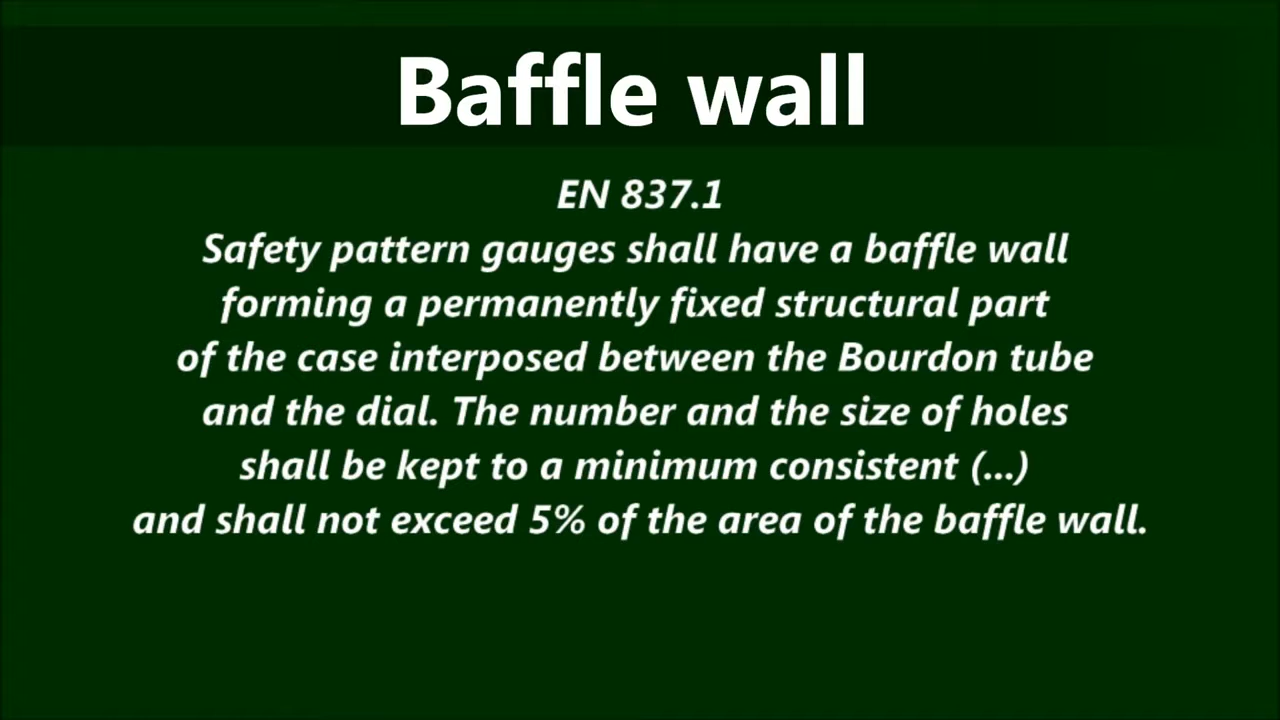 Baffle wall
EN 837.1
Safety pattern gauges shall have a baffle wall
forming a permanently fixed structural part
of the case interposed between the Bourdon tube
and the dial. The number and the size of holes
shall be kept to a minimum consistent (...)
and shall not exceed 5% of the area of the baffle wall.